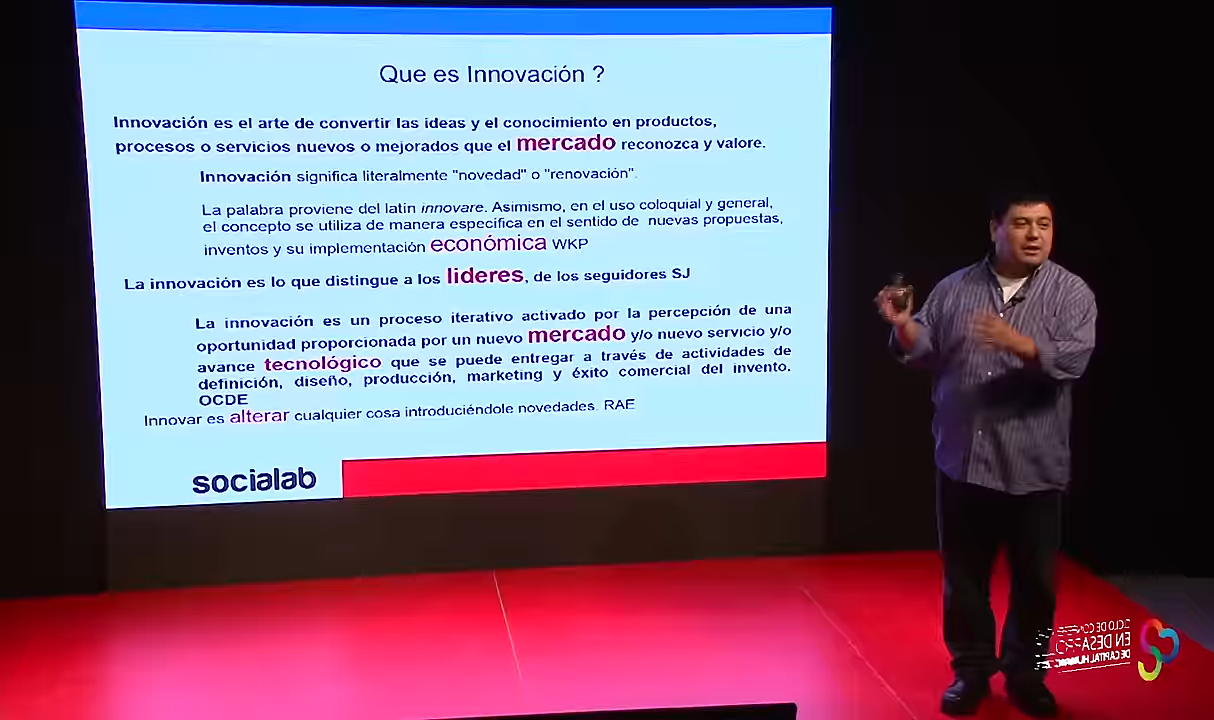 Que es Innovación ?
Innovación es el arte de convertir las ideas y el conocimiento en productos,
procesos o servicios nuevos o mejorados que el mercado reconozca y valore.
Innovación significa literalmente "novedad" o "renovación".
La palabra proviene del latín innovare. Asimismo, en el uso coloquial y general,
el concepto se utiliza de manera específica en el sentido de nuevas propuestas,
inventos y su implementación económica WKP
La innovación es lo que distingue a los lideres, de los seguidores SJ
La innovación es un proceso iterativo activado por la percepción de una
oportunidad proporcionada por un nuevo mercado y/o nuevo servicio y/o
avance tecnológico que se puede entregar a través de actividades de
definición, diseño, producción, marketing y éxito comercial del invento.
OCDE
Innovar es alterar cualquier cosa introduciéndole novedades. RAE
socialab
CICLO DE
EN
DE CAPITAL